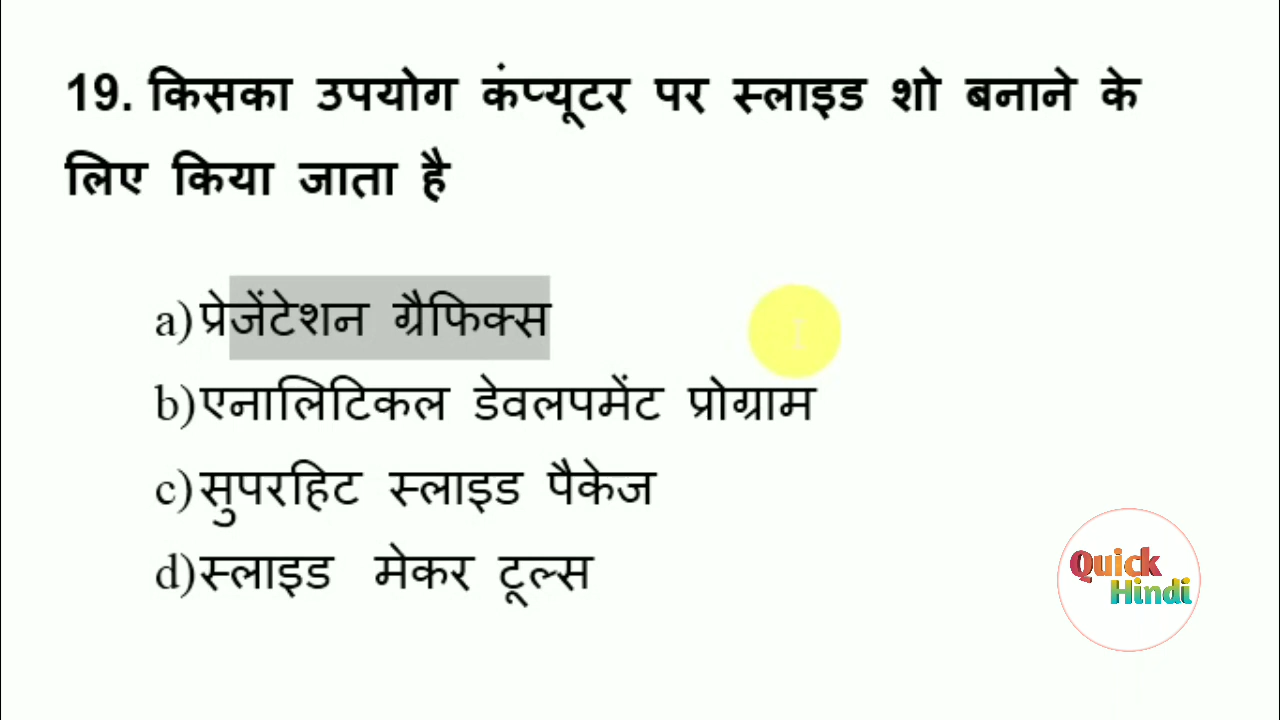 19. किसका उपयोग कंप्यूटर पर स्लाइड शो बनाने के
लिए किया जाता है
a) प्रेजेंटेशन ग्रैफिक्स
b) एनालिटिकल डेवलपमेंट प्रोग्राम
c) सुपरहिट स्लाइड पैकेज
d) स्लाइड मेकर टूल्स
Quick
Hindi